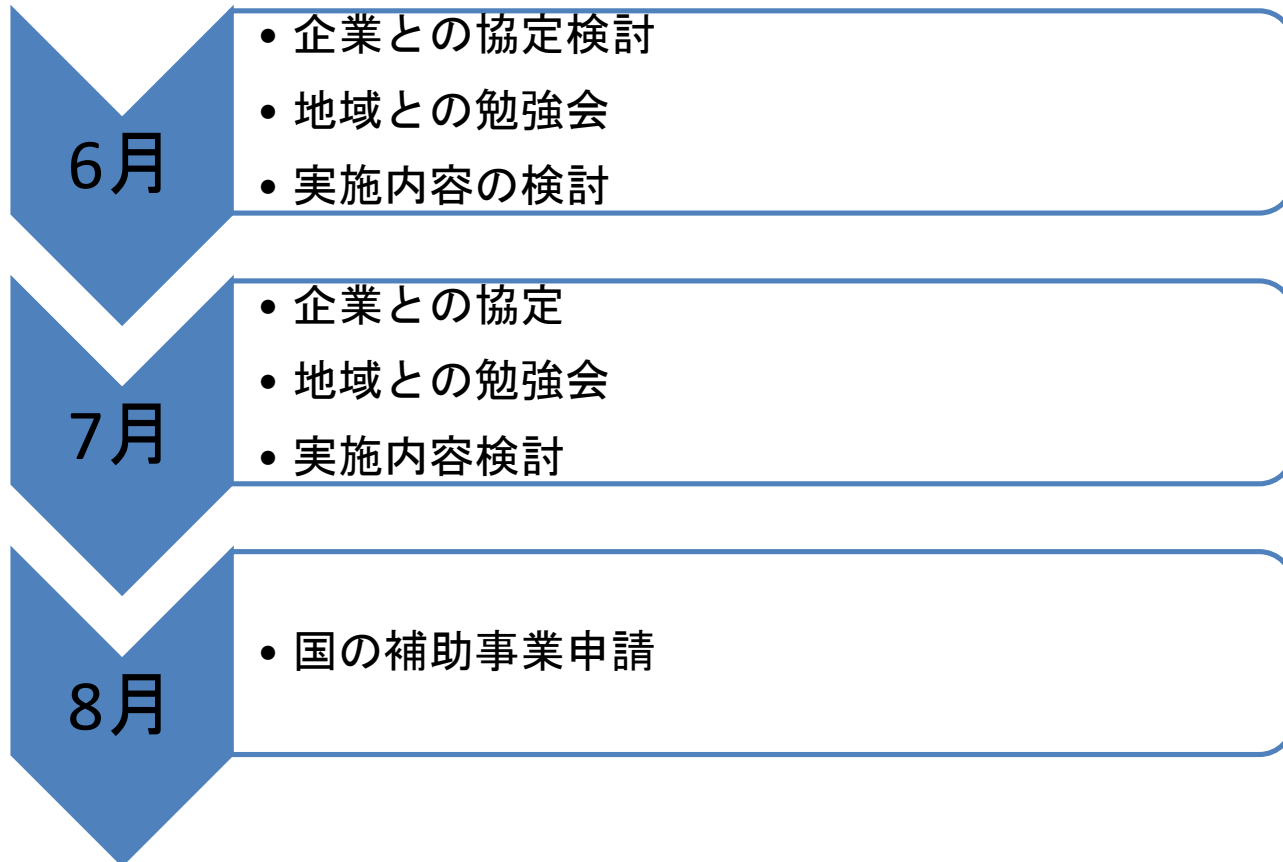 6月
• 企業との協定検討
• 地域との勉強会
• 実施内容の検討
7月
• 企業との協定
• 地域との勉強会
• 実施内容検討
8月
• 国の補助事業申請